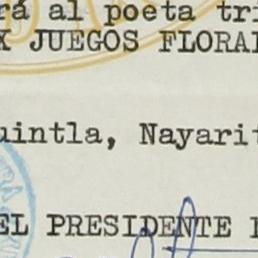 rá al poeta tri
X JUEGOS FLORAL
uintla, Nayarit
EL PRESIDENTE